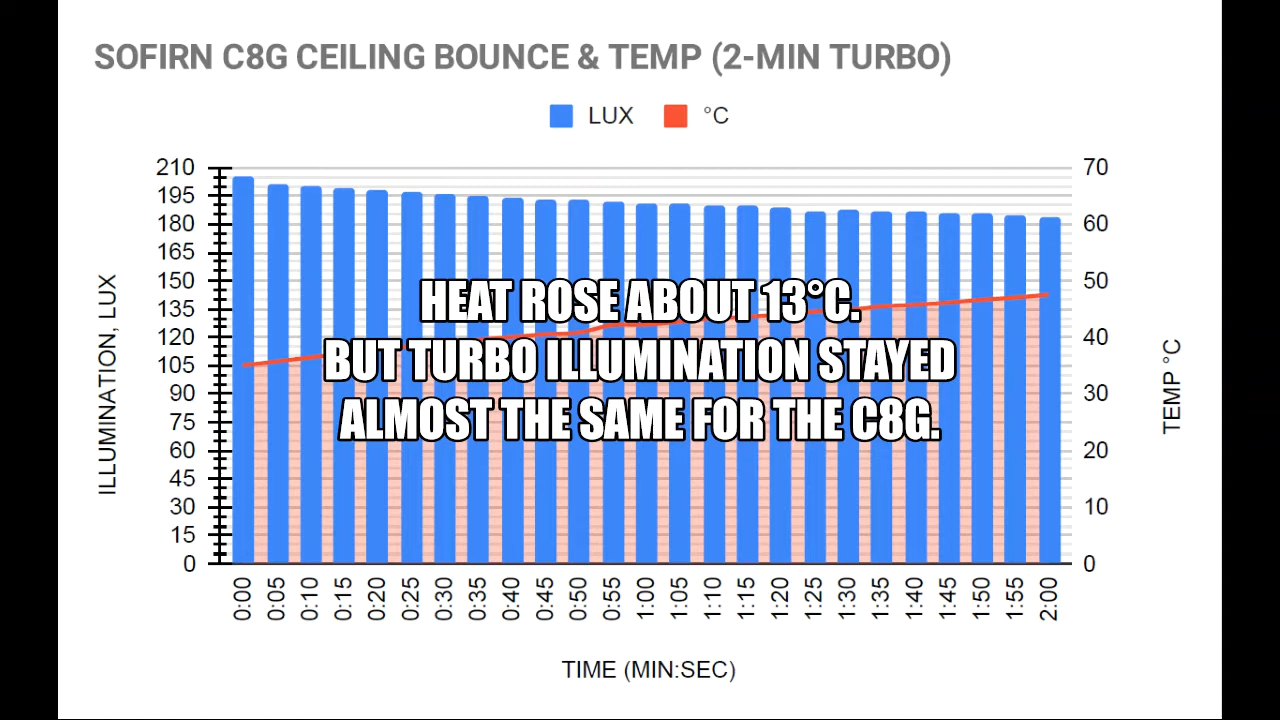 SOFIRN C8G CEILING BOUNCE & TEMP (2-MIN TURBO)
LUX °C
210
195
180
165
150
135
120
105
90
75
60
45
30
15
0
70
60
50
40
30
20
10
0
ILLUMINATION, LUX
TEMP °C
HEAT ROSE ABOUT 13°C.
BUT TURBO ILLUMINATION STAYED
ALMOST THE SAME FOR THE C8G.
0:00 0:05 0:10 0:15 0:20 0:25 0:30 0:35 0:40 0:45 0:50 0:55 1:00 1:05 1:10 1:15 1:20 1:25 1:30 1:35 1:40 1:45 1:50 1:55 2:00
TIME (MIN:SEC)